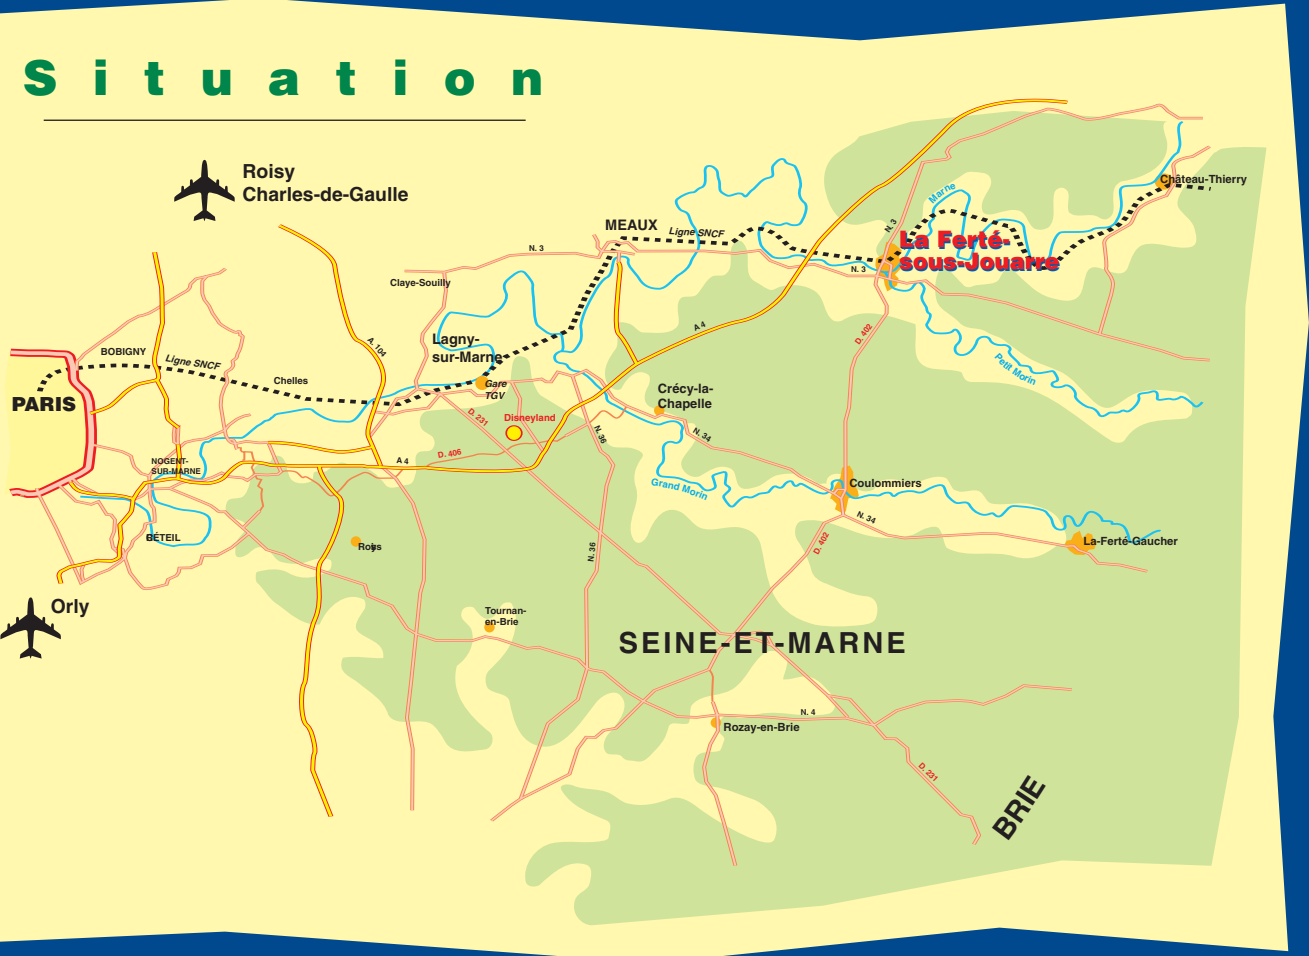 Situation
Roisy
Charles-de-Gaulle
Château-Thierry
Marne
MEAUX
Ligne SNCF
N. 3
La Ferté-
sous-Jouarre
N. 3
N. 3
Claye-Souilly
A 4
D. 402
A. 104
Lagny-
sur-Marne
BOBIGNY
Ligne SNCF
Chelles
Gare
TGV
Petit Morin
PARIS
Crécy-la-
Chapelle
D. 231
Disneyland
N. 36
N. 34
D. 406
A 4
NOGENT-
SUR-MARNE
Grand Morin
Coulommiers
N. 34
BÉTEIL
D. 402
La-Ferté-Gaucher
N. 36
Orly
Tournan-
en-Brie
SEINE-ET-MARNE
N. 4
Rozay-en-Brie
D. 231
BRIE